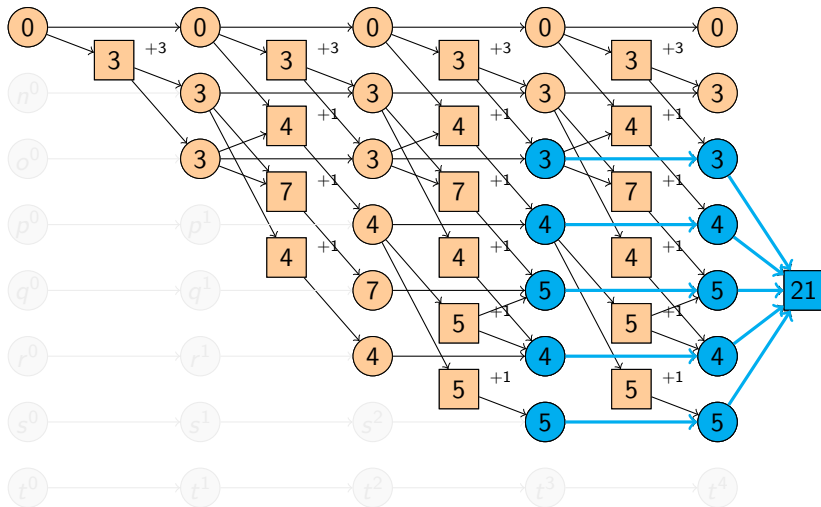 0 0 0 0 0
3 +3 3 +3 3 +3 3 +3
n⁰ 3 3 3 3
4 +1 4 +1 4 +1
o⁰ 3 3 3 3
7 +1 7 +1 7 +1
p⁰ p¹ 4 4 4
4 +1 4 +1 4 +1
q⁰ q¹ 7 5 5 21
5 +1 5 +1
r⁰ r¹ 4 4 4
5 +1 5 +1
s⁰ s¹ s² 5 5
t⁰ t¹ t² t³ t⁴